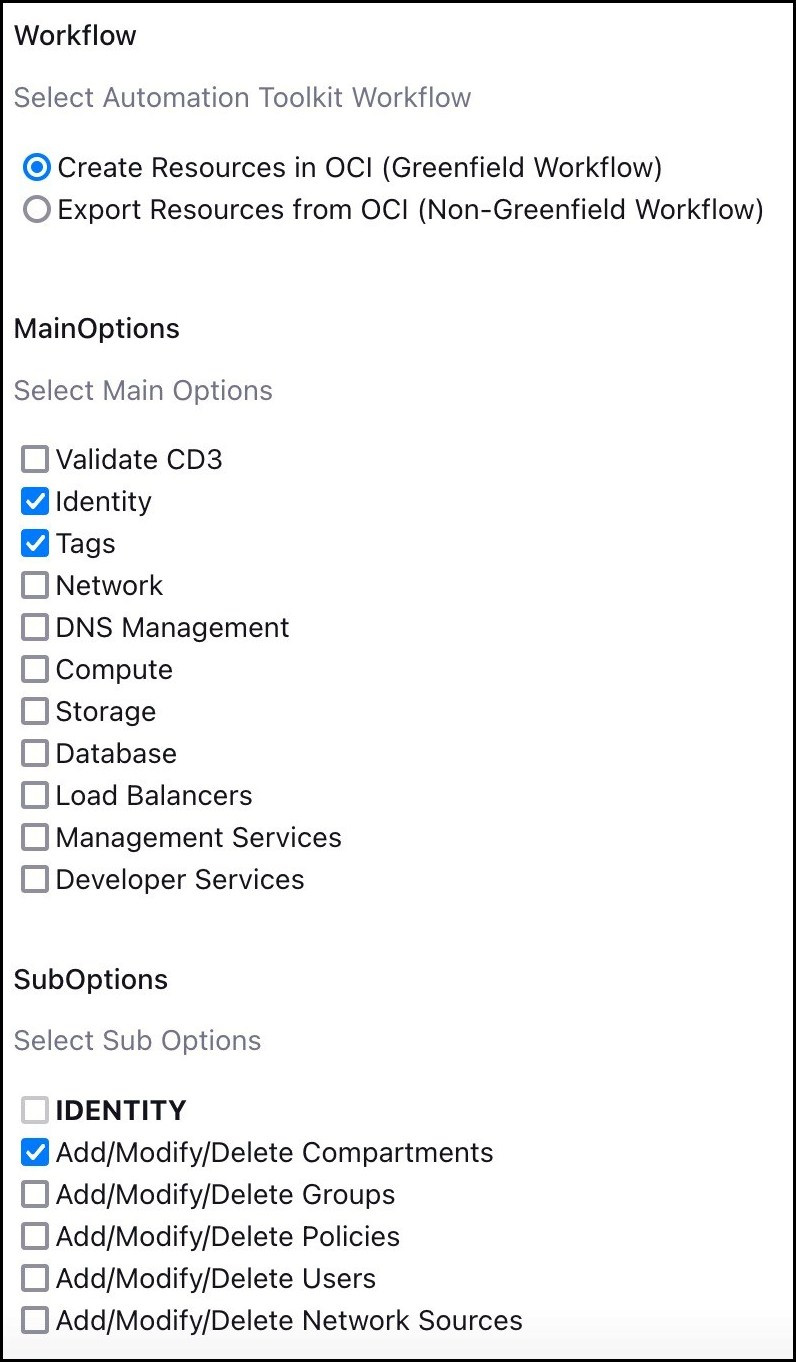 Workflow
Select Automation Toolkit Workflow
Create Resources in OCI (Greenfield Workflow)
Export Resources from OCI (Non-Greenfield Workflow)
MainOptions
Select Main Options
Validate CD3
Identity
Tags
Network
DNS Management
Compute
Storage
Database
Load Balancers
Management Services
Developer Services
SubOptions
Select Sub Options
IDENTITY
Add/Modify/Delete Compartments
Add/Modify/Delete Groups
Add/Modify/Delete Policies
Add/Modify/Delete Users
Add/Modify/Delete Network Sources